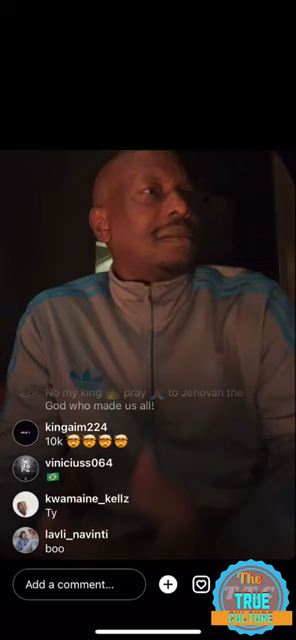 No my king 🤴 pray 🙏 to Jehovah the
God who made us all!
kingaim224
10k 🤯🤯🤯🤯
viniciuss064
🇧🇷
kwamaine_kellz
Ty
lavli_navinti
boo
Add a comment...
The
TRUE
CULTURE